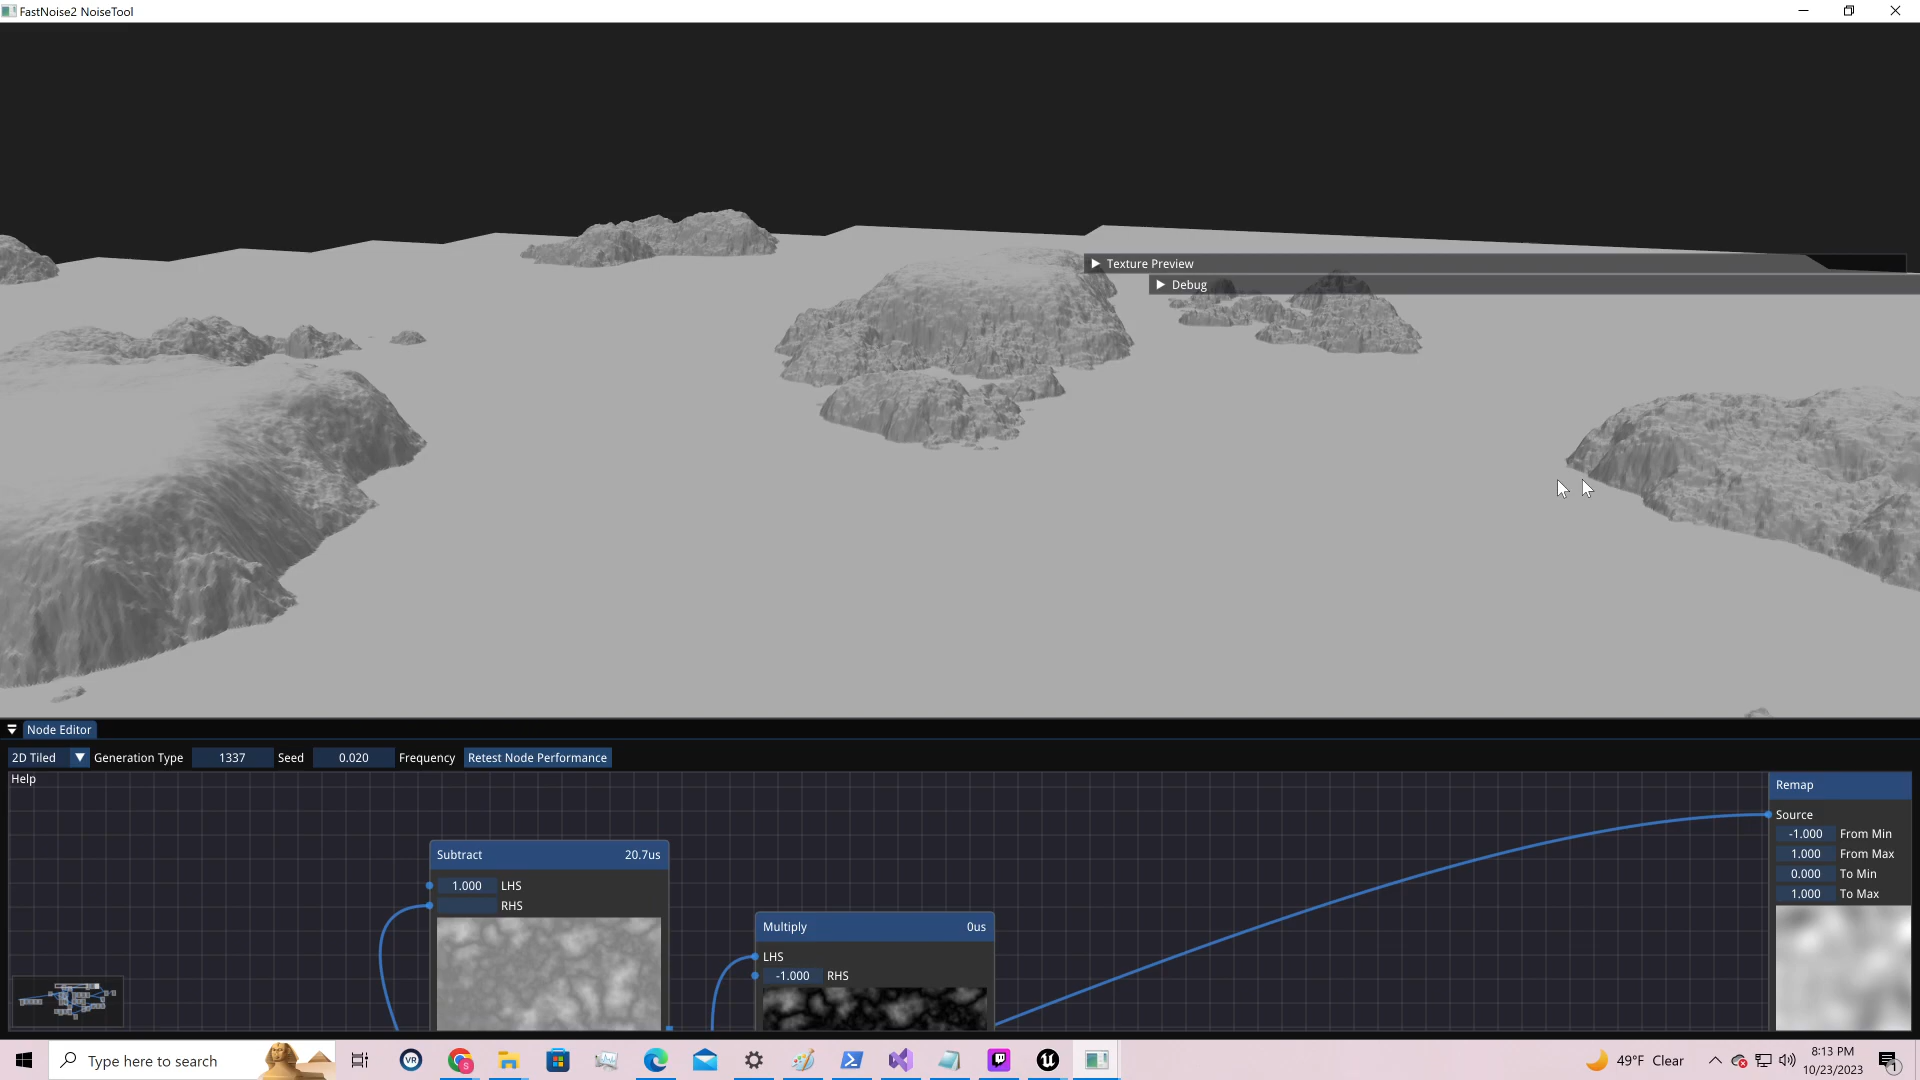 FastNoise2 NoiseTool
Texture Preview
Debug
Node Editor
2D Tiled Generation Type 1337 Seed 0.020 Frequency Retest Node Performance
Help
Remap
Source
-1.000 From Min
1.000 From Max
0.000 To Min
1.000 To Max
Subtract 20.7us
1.000 LHS
RHS
Multiply 0us
LHS
-1.000 RHS
Type here to search
VR
S
49°F Clear
8:13 PM
10/23/2023
1